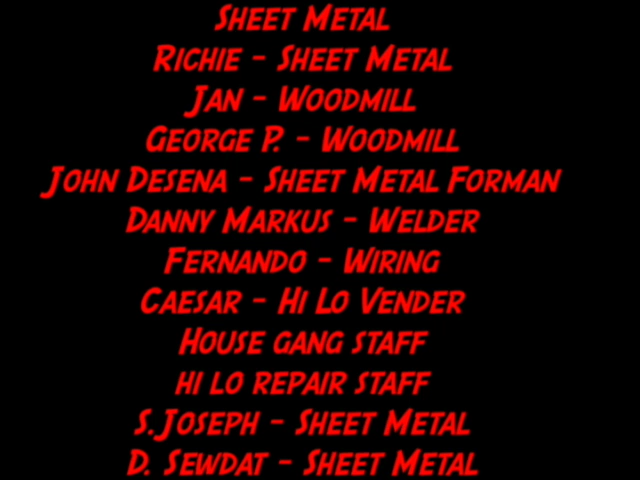 Sheet Metal
Richie - Sheet Metal
Jan - Woodmill
George P. - Woodmill
John Desena - Sheet Metal Forman
Danny Markus - Welder
Fernando - Wiring
Caesar - Hi Lo Vender
House gang staff
hi lo repair staff
S.Joseph - Sheet Metal
D. Sewdat - Sheet Metal